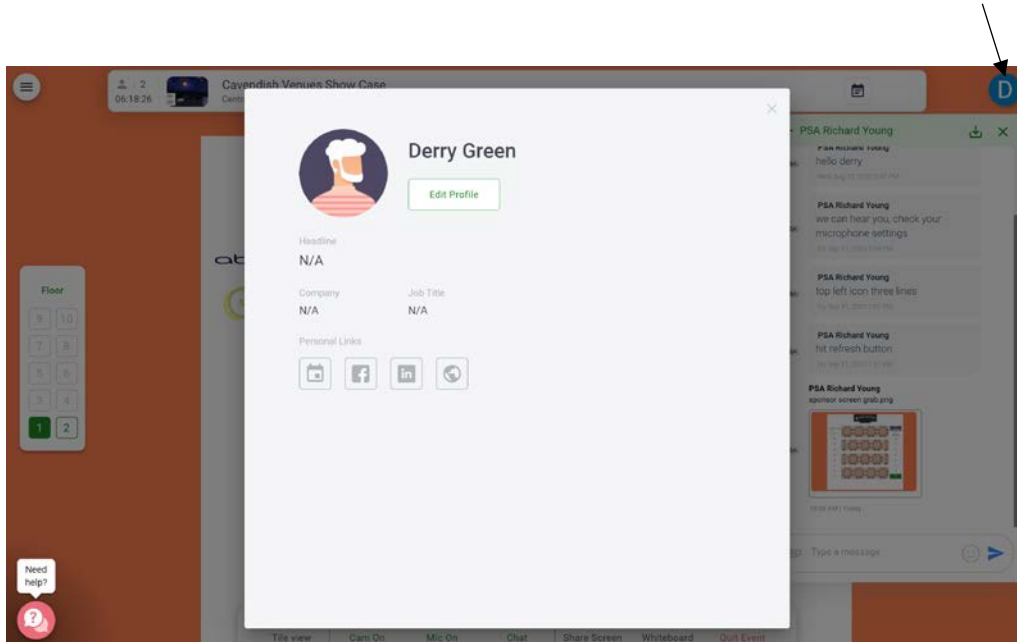 2
06:18:26
Cavendish Venues Show Case
D
PSA Richard Young
Derry Green
Edit Profile
Headline
N/A
Company
Job Title
N/A
N/A
Personal Links
Floor
9 10
7 8
5 6
3 4
1 2
PSA Richard Young
hello derry
PSA Richard Young
we can hear you, check your
microphone settings
PSA Richard Young
top left icon three lines
PSA Richard Young
hit refresh button
PSA Richard Young
sponsor screen grab.png
Type a message
Need
help?
Tile view
Cam On
Mic On
Chat
Share Screen
Whiteboard
Quit Event